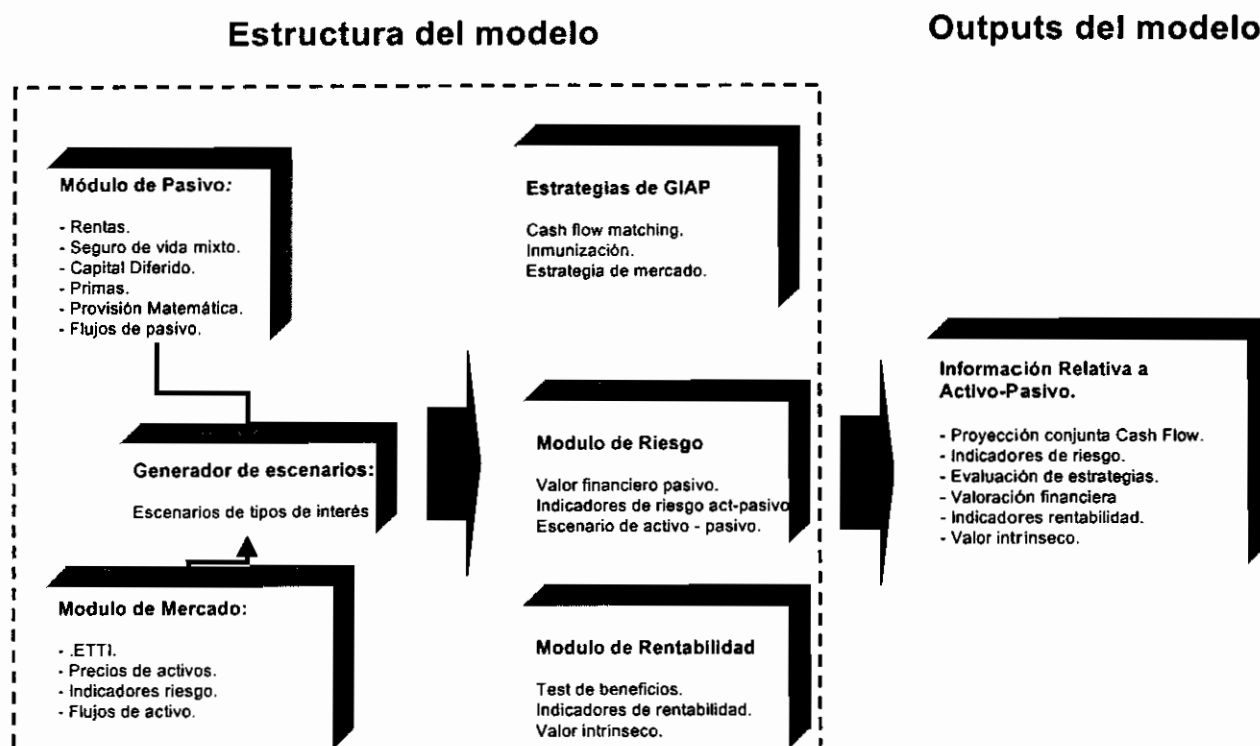 Estructura del modelo
Outputs del modelo
Módulo de Pasivo:
- Rentas.
- Seguro de vida mixto.
- Capital Diferido.
- Primas.
- Provisión Matemática.
- Flujos de pasivo.
Generador de escenarios:
Escenarios de tipos de interés
Modulo de Mercado:
- .ETTI.
- Precios de activos.
- Indicadores riesgo.
- Flujos de activo.
Estrategias de GIAP
Cash flow matching.
Inmunización.
Estrategia de mercado.
Modulo de Riesgo
Valor financiero pasivo.
Indicadores de riesgo act-pasivo
Escenario de activo - pasivo.
Modulo de Rentabilidad
Test de beneficios.
Indicadores de rentabilidad.
Valor intrinseco.
Información Relativa a
Activo-Pasivo.
- Proyección conjunta Cash Flow.
- Indicadores de riesgo.
- Evaluación de estrategias.
- Valoración financiera
- Indicadores rentabilidad.
- Valor intrinseco.